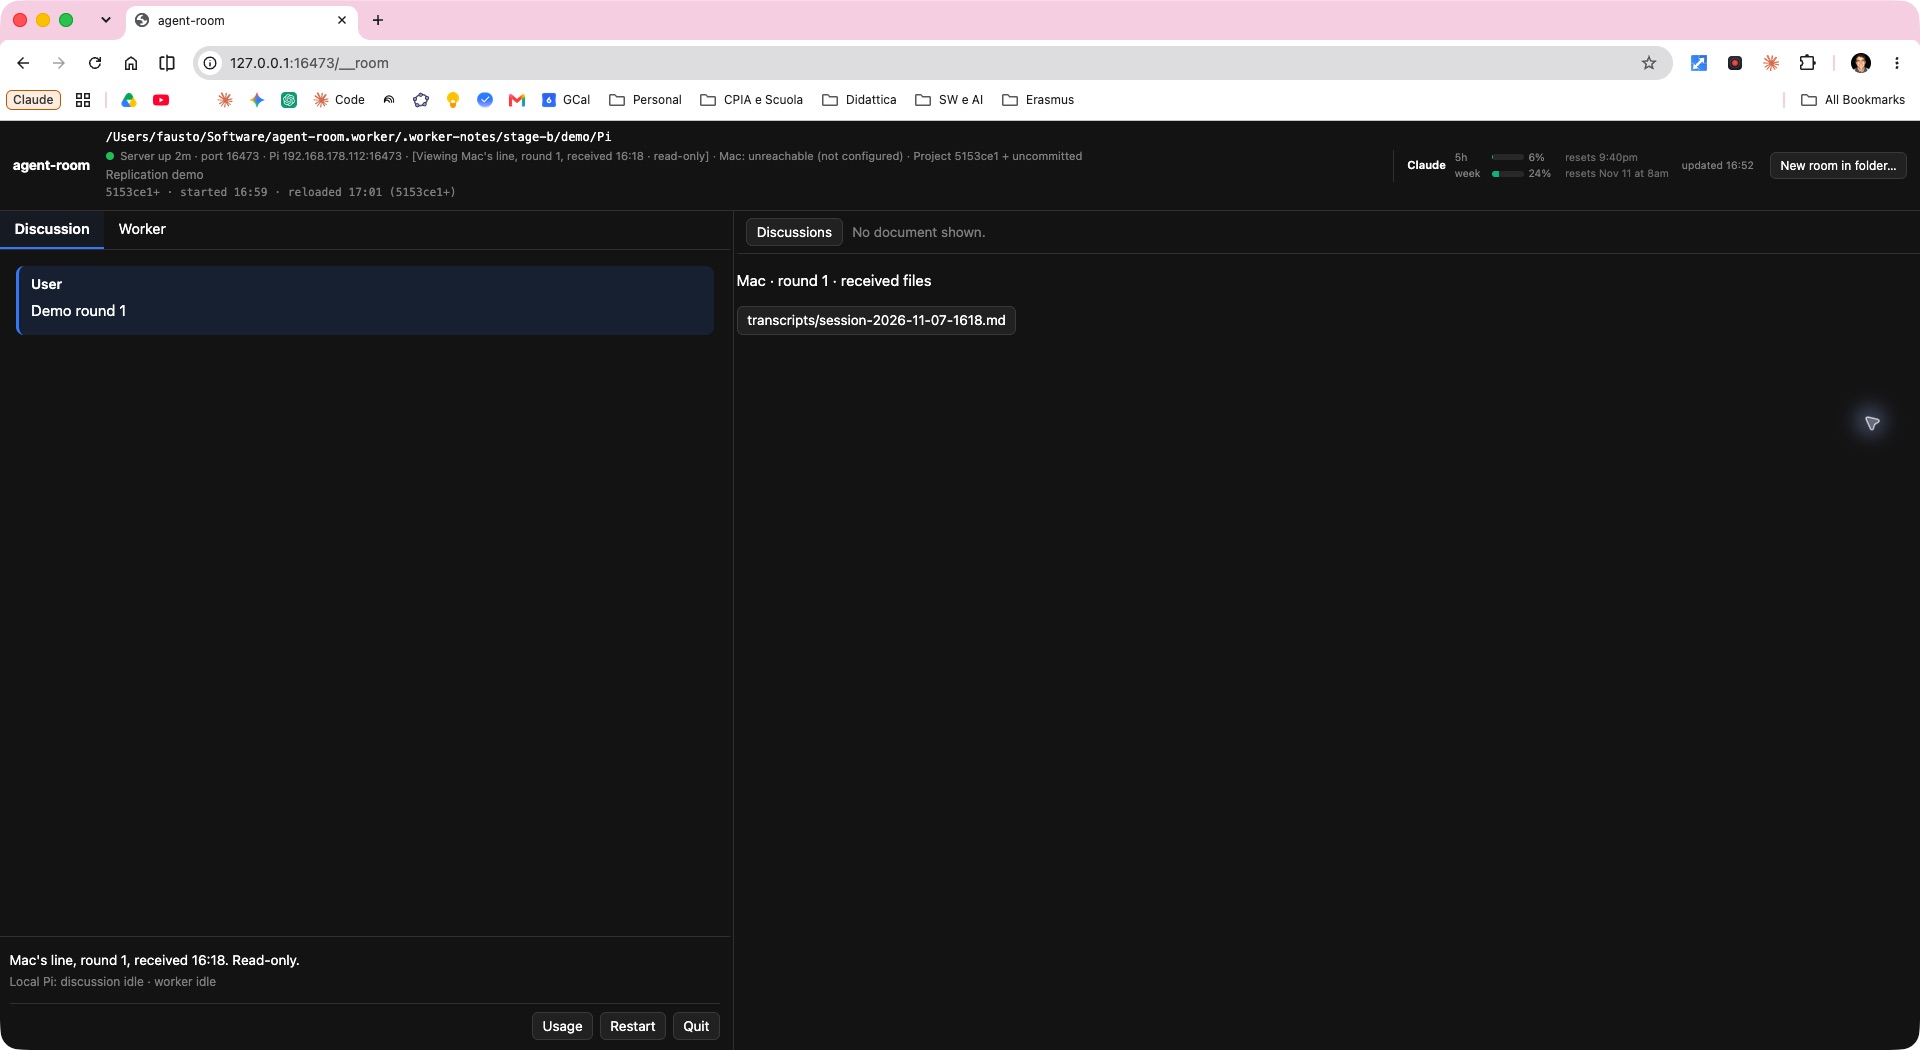 agent-room
127.0.0.1:16473/__room
Claude
Code
6
GCal
Personal
CPIA e Scuola
Didattica
SW e AI
Erasmus
All Bookmarks
agent-room
/Users/fausto/Software/agent-room.worker/.worker-notes/stage-b/demo/Pi
Server up 2m · port 16473 · Pi 192.168.178.112:16473 · [Viewing Mac's line, round 1, received 16:18 · read-only] · Mac: unreachable (not configured) · Project 5153ce1 + uncommitted
Replication demo
5153ce1+ · started 16:59 · reloaded 17:01 (5153ce1+)
Claude
5h 6% resets 9:40pm
week 24% resets Nov 11 at 8am
updated 16:52
New room in folder...
Discussion
Worker
User
Demo round 1
Discussions
No document shown.
Mac · round 1 · received files
transcripts/session-2026-11-07-1618.md
Mac's line, round 1, received 16:18. Read-only.
Local Pi: discussion idle · worker idle
Usage
Restart
Quit